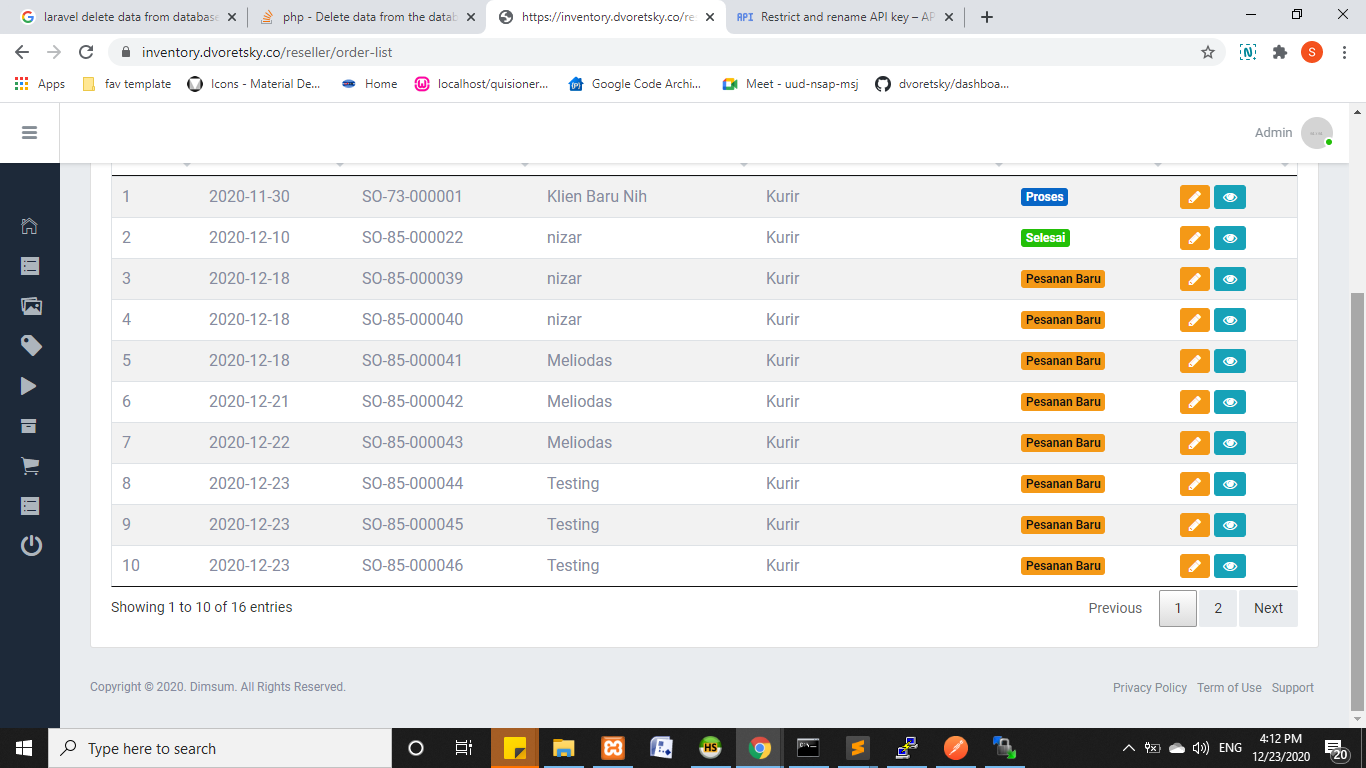 laravel delete data from database
php - Delete data from the datab
https://inventory.dvoretsky.co/re
API Restrict and rename API key – AP
inventory.dvoretsky.co/reseller/order-list
S
Apps fav template Icons - Material De... Home localhost/quisioner... Google Code Archi... Meet - uud-nsap-msj dvoretsky/dashboa...
Admin
1 2020-11-30 SO-73-000001 Klien Baru Nih Kurir Proses
2 2020-12-10 SO-85-000022 nizar Kurir Selesai
3 2020-12-18 SO-85-000039 nizar Kurir Pesanan Baru
4 2020-12-18 SO-85-000040 nizar Kurir Pesanan Baru
5 2020-12-18 SO-85-000041 Meliodas Kurir Pesanan Baru
6 2020-12-21 SO-85-000042 Meliodas Kurir Pesanan Baru
7 2020-12-22 SO-85-000043 Meliodas Kurir Pesanan Baru
8 2020-12-23 SO-85-000044 Testing Kurir Pesanan Baru
9 2020-12-23 SO-85-000045 Testing Kurir Pesanan Baru
10 2020-12-23 SO-85-000046 Testing Kurir Pesanan Baru
Showing 1 to 10 of 16 entries Previous 1 2 Next
Copyright © 2020. Dimsum. All Rights Reserved. Privacy Policy Term of Use Support
Type here to search
HS
ENG
4:12 PM
12/23/2020
20